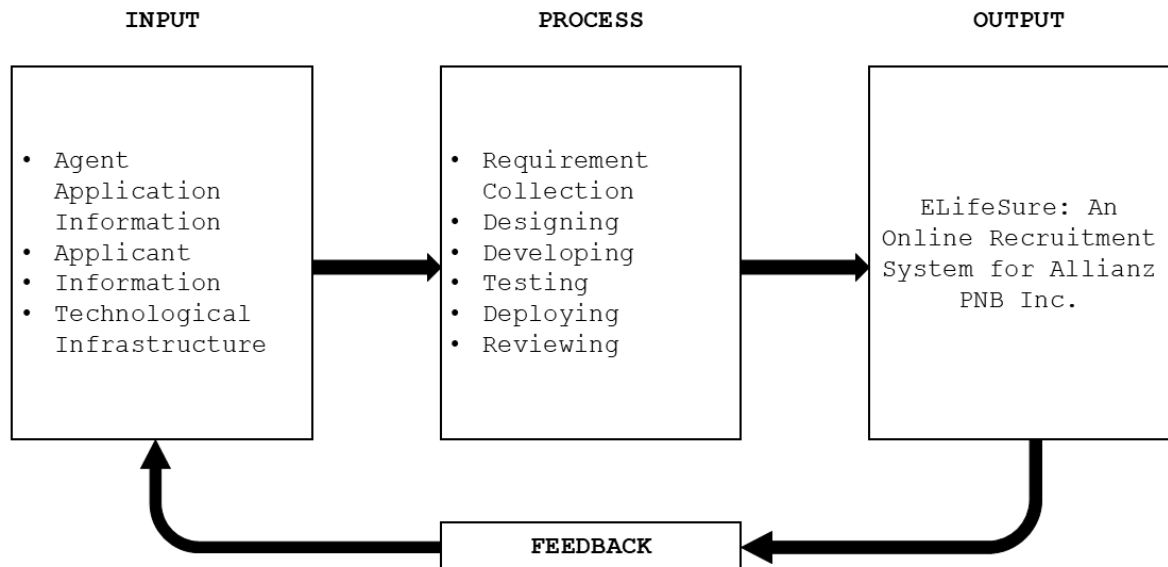 INPUT
PROCESS
OUTPUT
• Agent
Application
Information
• Applicant
• Information
• Technological
Infrastructure
• Requirement
Collection
• Designing
• Developing
• Testing
• Deploying
• Reviewing
ELifeSure: An
Online Recruitment
System for Allianz
PNB Inc.
FEEDBACK